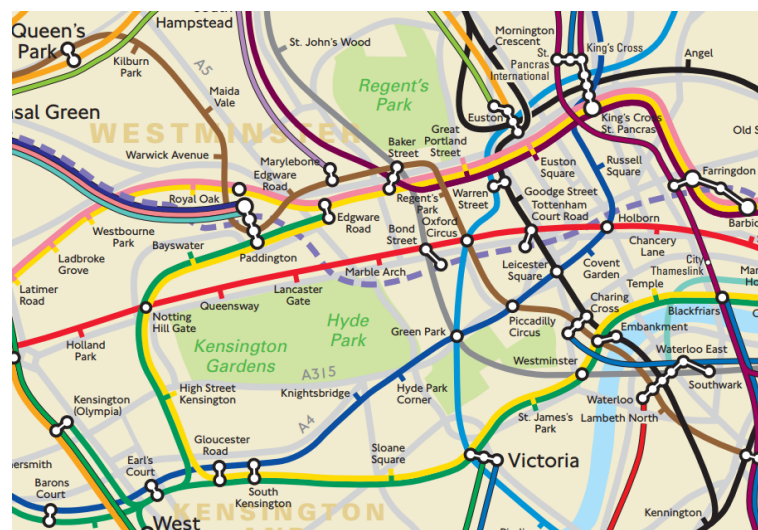 South
Hampstead
Queen's
Park
Kilburn
Park
A5
St. John's Wood
Mornington
Crescent
St.
Pancras
International
King's Cross
Angel
Regent's
Park
Maida
Vale
sal Green
WESTMINSTER
Euston
King's Cross
St. Pancras
Old S
Great
Portland
Street
Baker
Street
Warwick Avenue
Marylebone
Edgware
Road
Euston
Square
Russell
Square
Farringdon
Royal Oak
Regent's
Park
Warren
Street
Goodge Street
Tottenham
Court Road
Barbic
Oxford
Circus
Edgware
Road
Holborn
Westbourne
Park
Bayswater
Bond
Street
Chancery
Lane
Paddington
Ladbroke
Grove
Leicester
Square
Covent
Garden
City
Thameslink
Marble Arch
Latimer
Road
Lancaster
Gate
Queensway
Temple
Charing
Cross
Notting
Hill Gate
Hyde
Park
Green Park
Piccadilly
Circus
Blackfriars
Embankment
Holland
Park
Kensington
Gardens
Waterloo East
Westminster
A315
Southwark
High Street
Kensington
Knightsbridge
Hyde Park
Corner
Waterloo
Lambeth North
Kensington
(Olympia)
A4
St. James's
Park
Gloucester
Road
Sloane
Square
Earl's
Court
Victoria
ersmith
Barons
Court
South
Kensington
KENSINGTON
West
Kennington